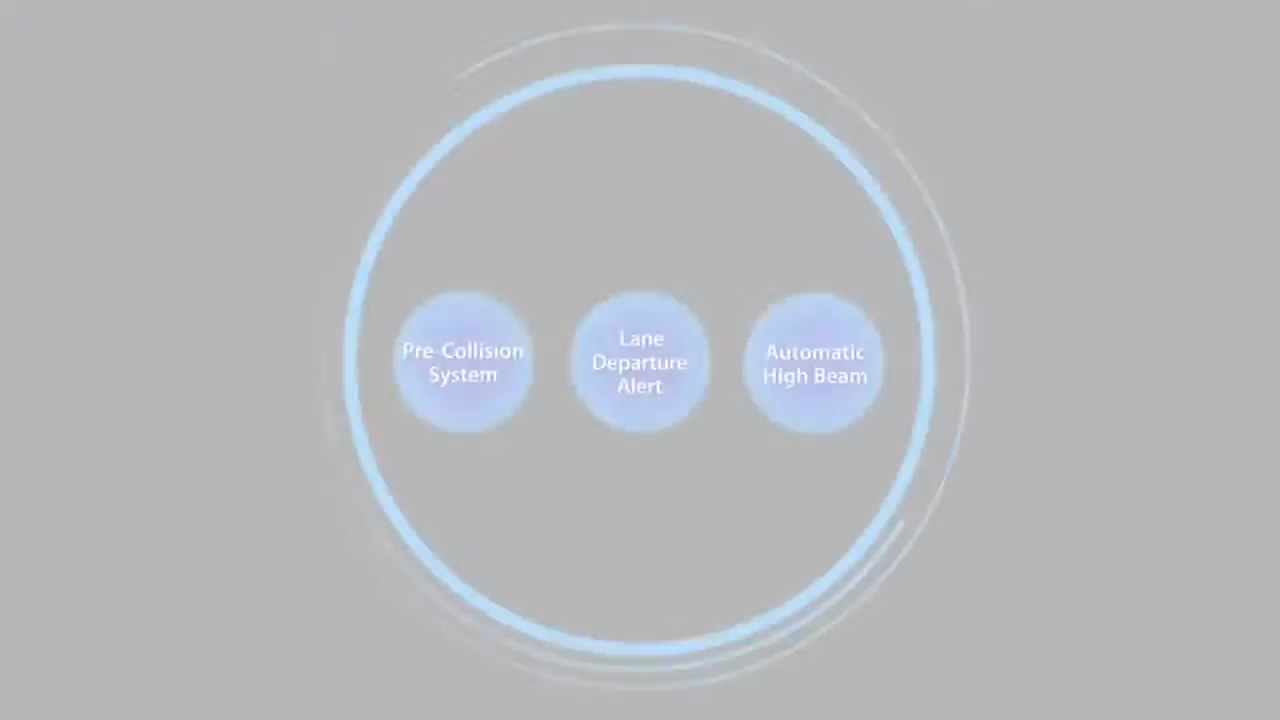 Pre-Collision
System
Lane
Departure
Alert
Automatic
High Beam